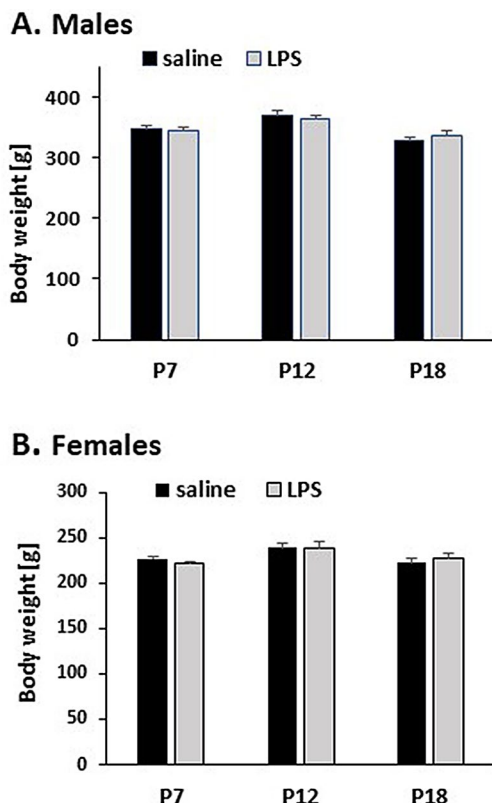 A. Males
saline LPS
Body weight [g]
400
300
200
100
0
P7 P12 P18
B. Females
saline LPS
Body weight [g]
300
250
200
150
100
50
0
P7 P12 P18